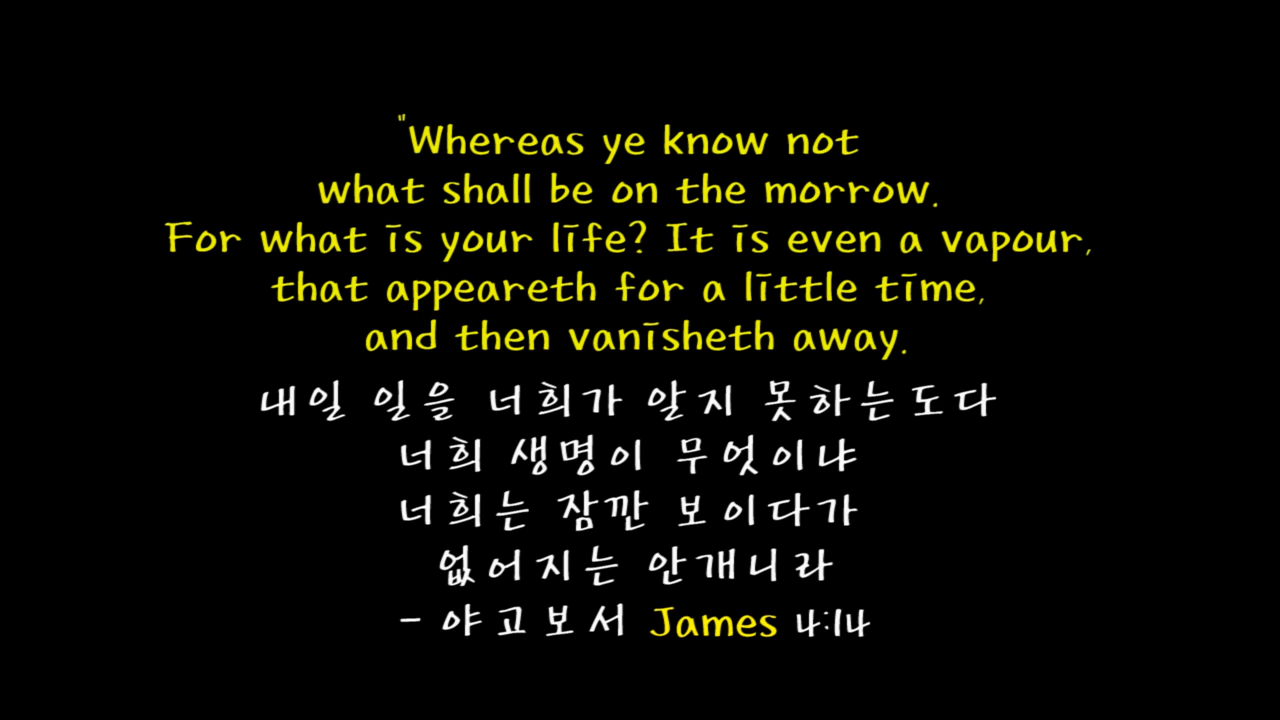 "Whereas ye know not
what shall be on the morrow.
For what is your life? It is even a vapour,
that appeareth for a little time,
and then vanisheth away.
내일 일을 너희가 알지 못하는도다
너희 생명이 무엇이냐
너희는 잠깐 보이다가
없어지는 안개니라
- 야고보서 James 4:14